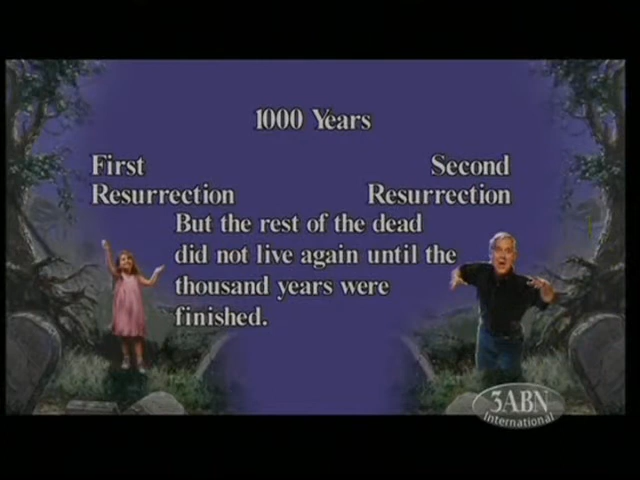 1000 Years
First
Resurrection
Second
Resurrection
But the rest of the dead
did not live again until the
thousand years were
finished.
3ABN
International